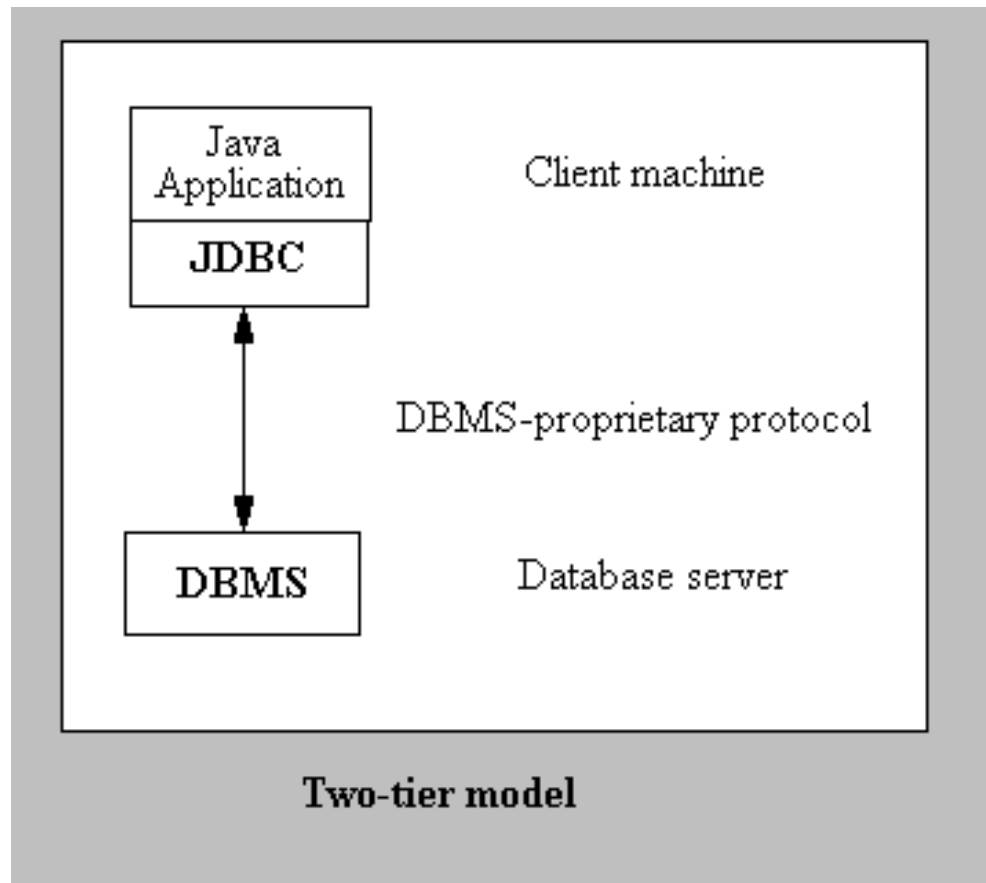 Java
Application
Client machine
JDBC
DBMS-proprietary protocol
DBMS
Database server
Two-tier model